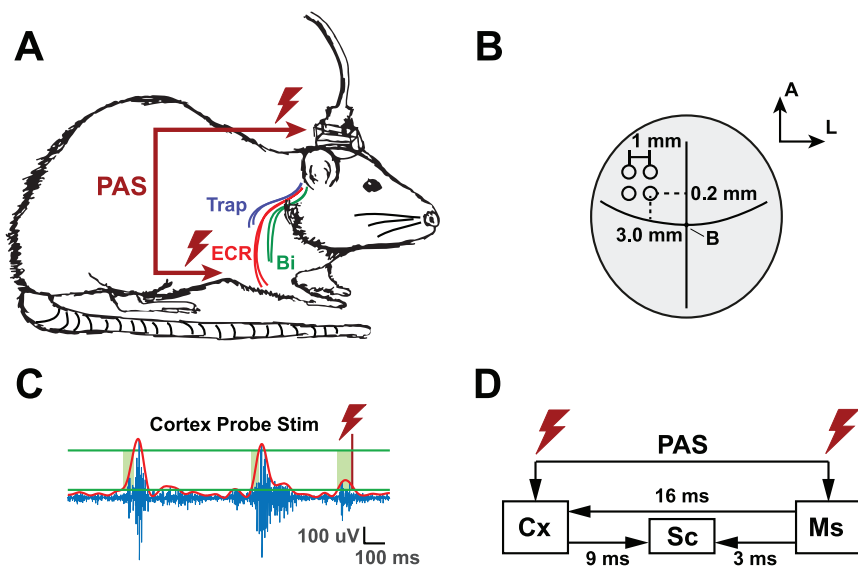 A
PAS
Trap
ECR
Bi
B
A
L
1 mm
0.2 mm
3.0 mm
B
C
Cortex Probe Stim
100 uV
100 ms
D
PAS
16 ms
Cx
Sc
Ms
9 ms
3 ms